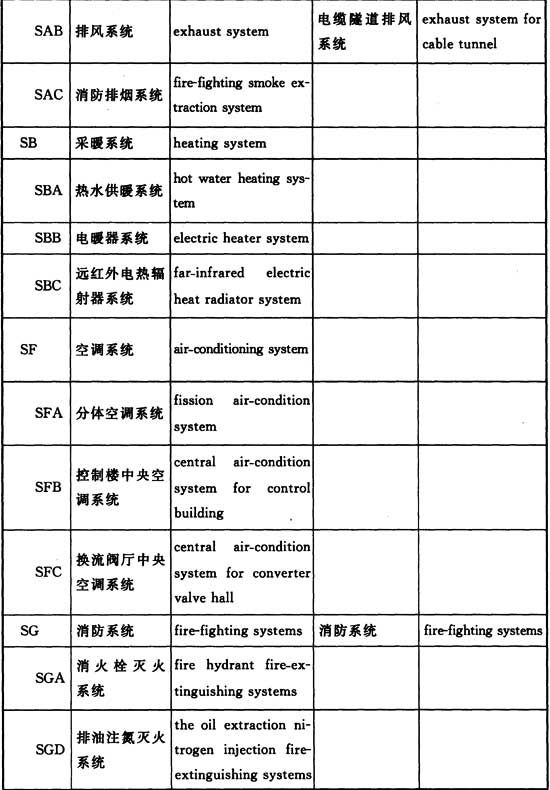 SAB 排风系统 exhaust system 电缆隧道排风 exhaust system for
系统 cable tunnel
SAC 消防排烟系统 fire-fighting smoke ex-
traction system
SB 采暖系统 heating system
SBA 热水供暖系统 hot water heating sys-
tem
SBB 电暖器系统 electric heater system
SBC 远红外电热辐 far-infrared electric
射器系统 heat radiator system
SF 空调系统 air-conditioning system
SFA 分体空调系统 fission air-condition
system
SFB 控制楼中央空 central air-condition
调系统 system for control
building
SFC 换流阀厅中央 central air-condition
空调系统 system for converter
valve hall
SG 消防系统 fire-fighting systems 消防系统 fire-fighting systems
SGA 消火栓灭火 fire hydrant fire-ex-
系统 tinguishing systems
SGD 排油注氮灭火 the oil extraction ni-
系统 trogen injection fire-
extinguishing systems